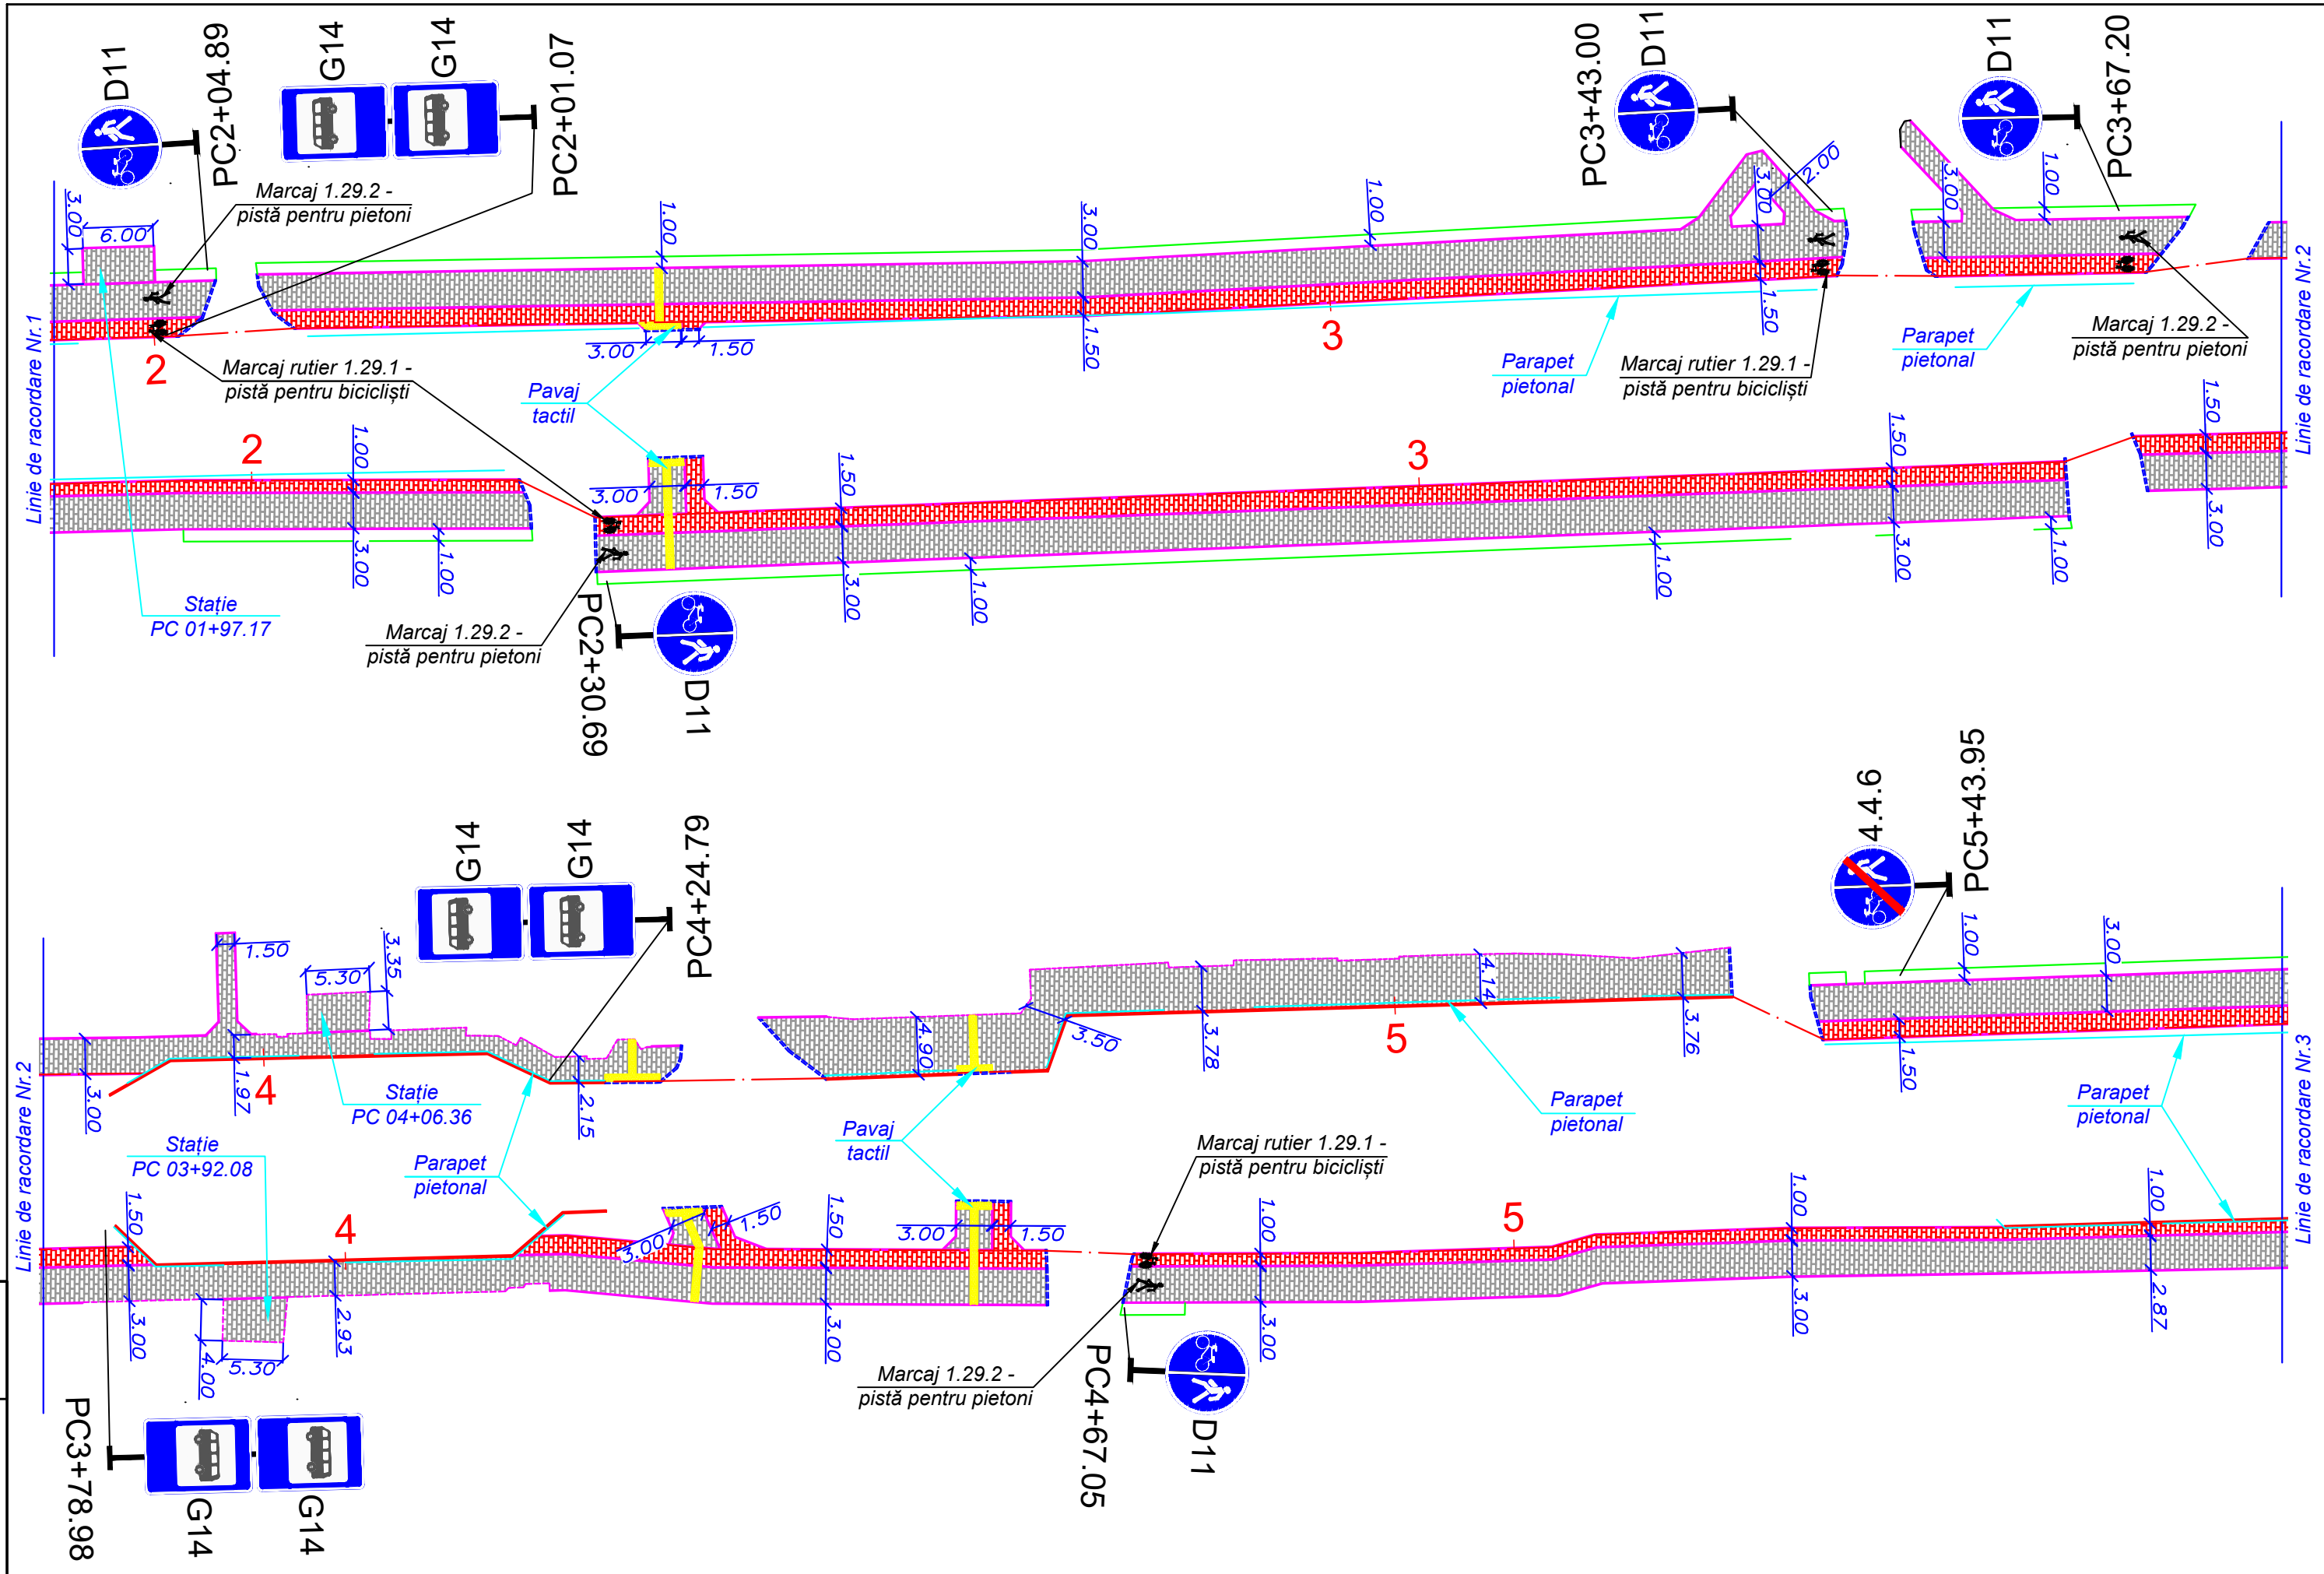 D11
PC2+04.89
G14
G14
PC2+01.07
PC3+43.00
D11
D11
PC3+67.20
3.00
6.00
Marcaj 1.29.2 -
pistă pentru pietoni
1.00
3.00
1.00
3.00
2.00
3.00
1.00
Linie de racordare Nr.1
2
3.00
1.50
1.50
3
1.50
Marcaj rutier 1.29.1 -
pistă pentru bicicliști
Pavaj
tactil
Parapet
pietonal
Marcaj rutier 1.29.1 -
pistă pentru bicicliști
Parapet
pietonal
Marcaj 1.29.2 -
pistă pentru pietoni
Linie de racordare Nr.2
2
1.00
3.00
1.50
1.50
3
1.50
1.50
3.00
1.00
3.00
1.00
1.00
3.00
1.00
3.00
Stație
PC 01+97.17
Marcaj 1.29.2 -
pistă pentru pietoni
PC2+30.69
D11
G14
G14
PC4+24.79
4.4.6
PC5+43.95
1.50
5.30
3.35
4.90
3.50
3.78
4.14
3.76
1.00
3.00
Linie de racordare Nr.2
3.00
1.97
4
2.15
5
1.50
Stație
PC 04+06.36
Stație
PC 03+92.08
Parapet
pietonal
Pavaj
tactil
Marcaj rutier 1.29.1 -
pistă pentru bicicliști
Parapet
pietonal
Parapet
pietonal
Linie de racordare Nr.3
1.50
4
3.00
1.50
1.50
3.00
1.50
1.00
5
1.00
1.00
3.00
4.00
5.30
2.93
3.00
3.00
3.00
2.87
Marcaj 1.29.2 -
pistă pentru pietoni
PC3+78.98
G14
G14
PC4+67.05
D11